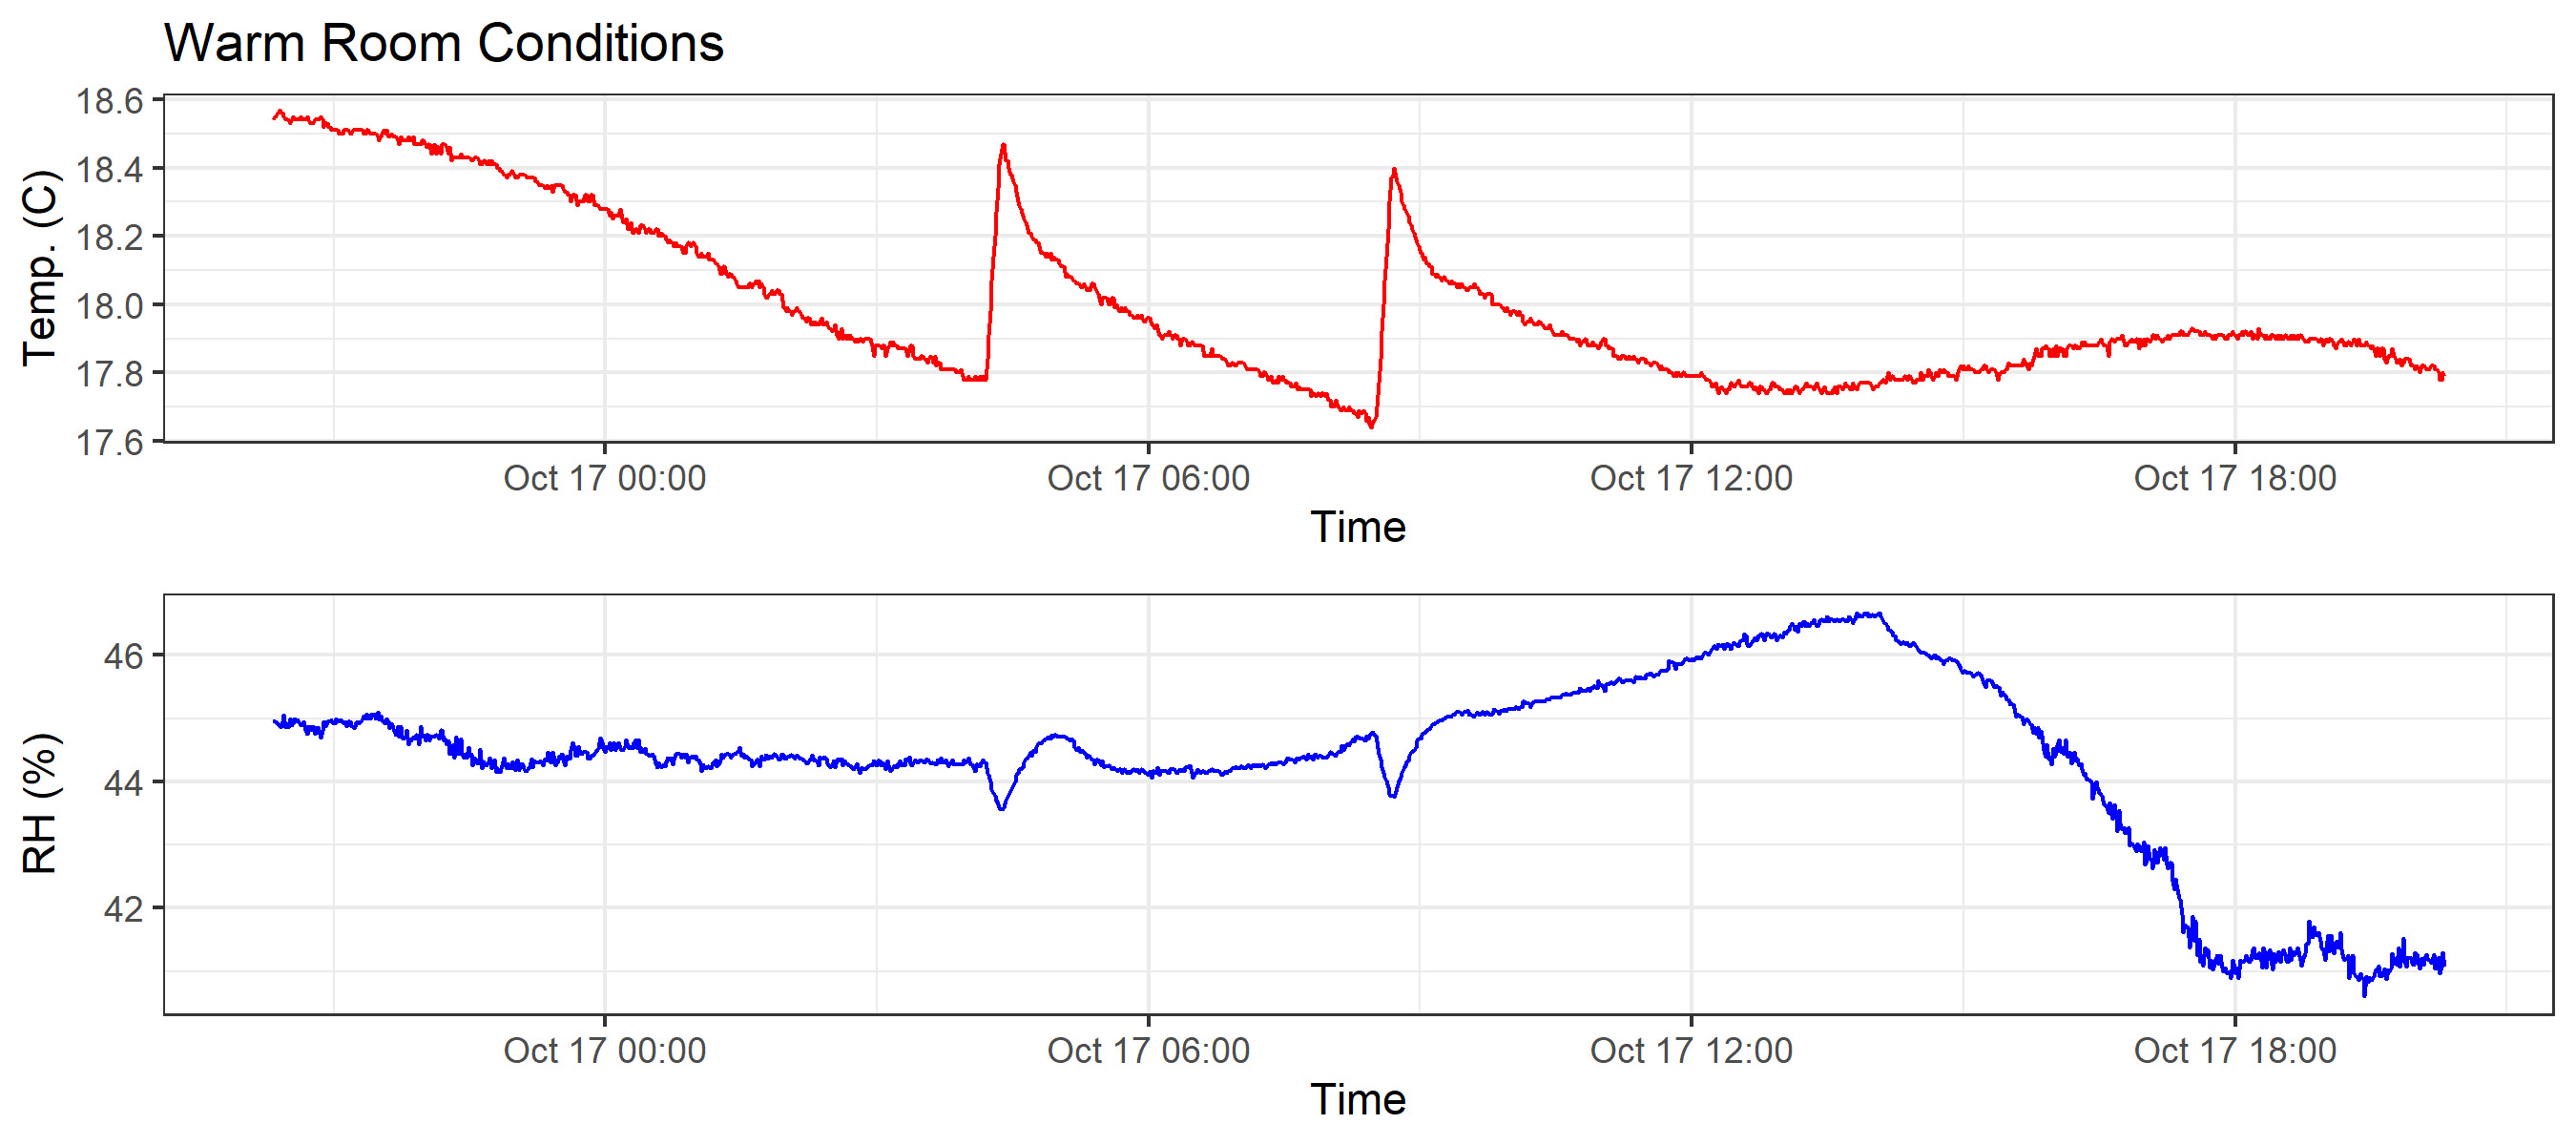 Warm Room Conditions
Temp. (C)
18.6
18.4
18.2
18.0
17.8
17.6
Oct 17 00:00 Oct 17 06:00 Oct 17 12:00 Oct 17 18:00
Time
RH (%)
46
44
42
Oct 17 00:00 Oct 17 06:00 Oct 17 12:00 Oct 17 18:00
Time